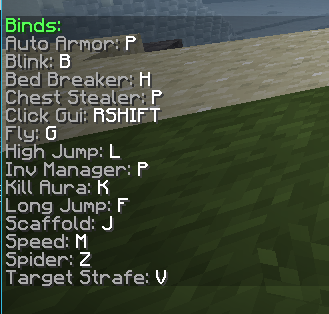 Binds:
Auto Armor: P
Blink: B
Bed Breaker: H
Chest Stealer: P
Click Gui: RSHIFT
Fly: G
High Jump: L
Inv Manager: P
Kill Aura: K
Long Jump: F
Scaffold: J
Speed: M
Spider: Z
Target Strafe: V